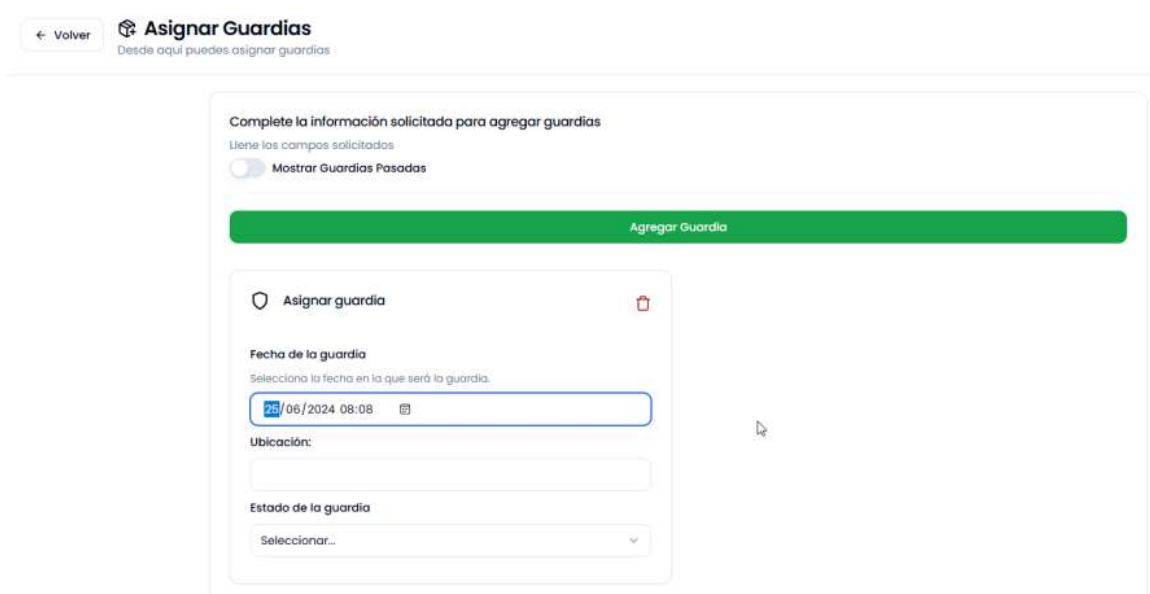 ← Volver
Asignar Guardias
Desde aquí puedes asignar guardias
Complete la información solicitada para agregar guardias
Llene los campos solicitados
Mostrar Guardias Pasadas
Agregar Guardia
Asignar guardia
Fecha de la guardia
Selecciona la fecha en la que será la guardia.
25/06/2024 08:08
Ubicación:
Estado de la guardia
Seleccionar...